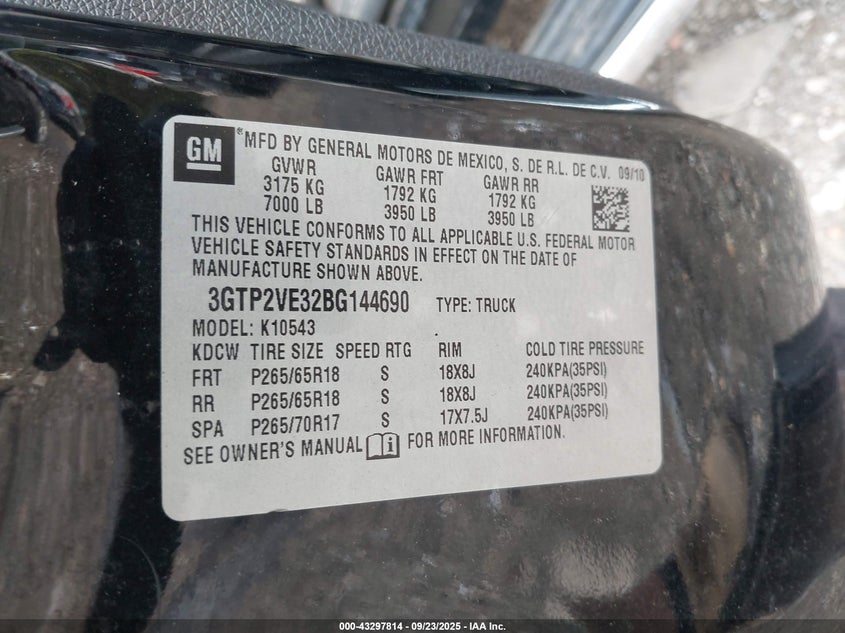 GM
®MFD BY GENERAL MOTORS DE MEXICO, S. DE R.L. DE C.V. 09/10
GVWR GAWR FRT GAWR RR
3175 KG 1792 KG 1792 KG
7000 LB 3950 LB 3950 LB
THIS VEHICLE CONFORMS TO ALL APPLICABLE U.S. FEDERAL MOTOR
VEHICLE SAFETY STANDARDS IN EFFECT ON THE DATE OF
MANUFACTURE SHOWN ABOVE.
3GTP2VE32BG144690 TYPE: TRUCK
MODEL: K10543 .
KDCW TIRE SIZE SPEED RTG RIM COLD TIRE PRESSURE
FRT P265/65R18 S 18X8J 240KPA(35PSI)
RR P265/65R18 S 18X8J 240KPA(35PSI)
SPA P265/70R17 S 17X7.5J 240KPA(35PSI)
SEE OWNER'S MANUAL FOR MORE INFORMATION.
000-43297814 - 09/23/2025 - IAA Inc.